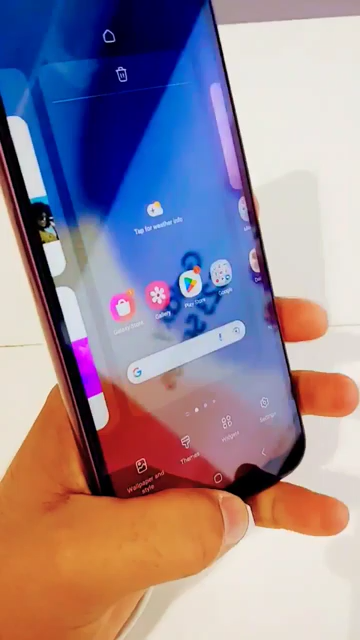 Tap for weather info
Galaxy Store
Gallery
Play Store
Google
G
Wallpaper and
style
Themes
Widgets
Settings